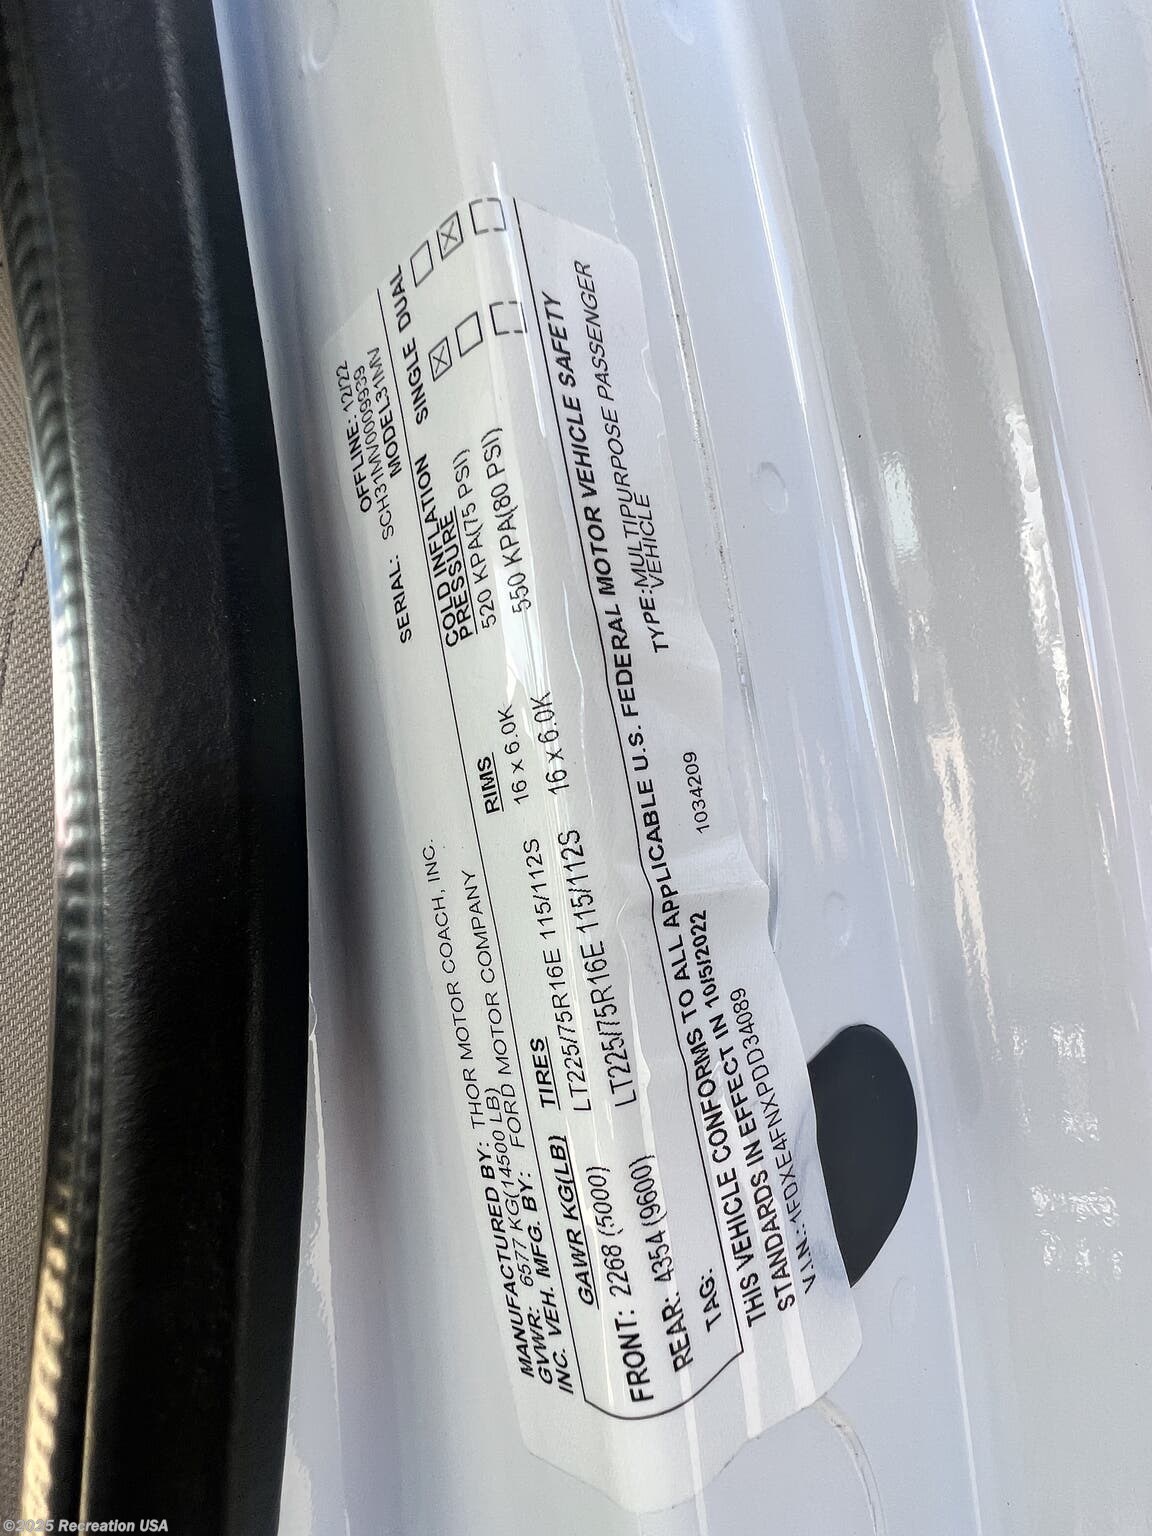 OFFLINE: 12/22
SERIAL: SCH31MV0009939
MANUFACTURED BY: THOR MOTOR COACH, INC. MODEL31MV
GVWR: 6577 KG(14500 LB)
INC. VEH. MFG. BY: FORD MOTOR COMPANY
GAWR KG(LB) TIRES RIMS COLD INFLATION PRESSURE SINGLE DUAL
FRONT: 2268 (5000) LT225/75R16E 115/112S 16 x 6.0K 520 KPA(75 PSI) ☒ ☐
REAR: 4354 (9600) LT225/75R16E 115/112S 16 x 6.0K 550 KPA(80 PSI) ☐ ☒
TAG: ☐ ☐
THIS VEHICLE CONFORMS TO ALL APPLICABLE U.S. FEDERAL MOTOR VEHICLE SAFETY
STANDARDS IN EFFECT IN 10/5/2022
V.I.N.:1FDXE4FNXPDD34089 1034209 TYPE:MULTIPURPOSE PASSENGER
VEHICLE
©2025 Recreation USA